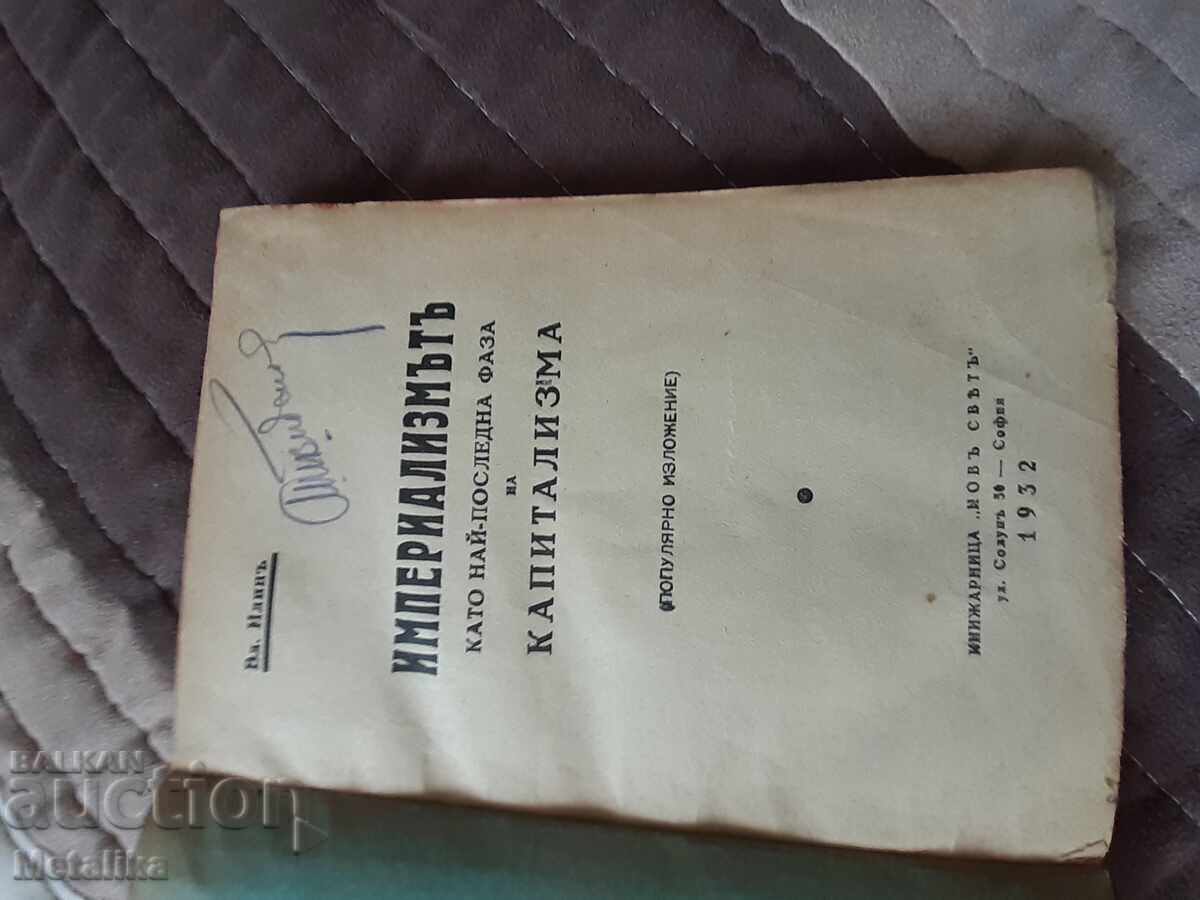 Вл. Илинъ
ИМПЕРИАЛИЗМЪТЪ
КАТО НАЙ-ПОСЛЕДНА ФАЗА
НА
КАПИТАЛИЗМА
(ПОПУЛЯРНО ИЗЛОЖЕНИЕ)
КНИЖАРНИЦА „НОВЪ СВѢТЪ"
ул. Солунъ 50 — София
1932
BALKAN
auction
Metalika